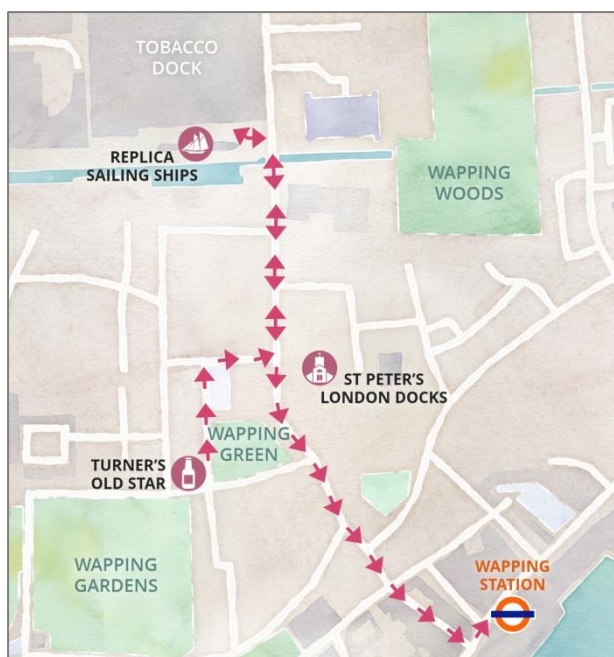 TOBACCO
DOCK
REPLICA
SAILING SHIPS
WAPPING
WOODS
ST PETER'S
LONDON DOCKS
WAPPING
GREEN
TURNER'S
OLD STAR
WAPPING
GARDENS
WAPPING
STATION